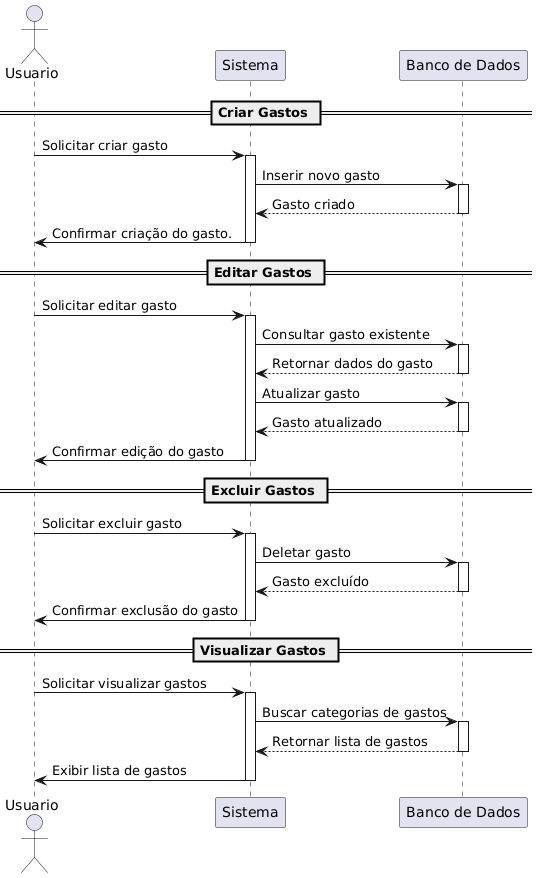 Usuario
Sistema
Banco de Dados
Criar Gastos
Solicitar criar gasto
Inserir novo gasto
Gasto criado
Confirmar criação do gasto.
Editar Gastos
Solicitar editar gasto
Consultar gasto existente
Retornar dados do gasto
Atualizar gasto
Gasto atualizado
Confirmar edição do gasto
Excluir Gastos
Solicitar excluir gasto
Deletar gasto
Gasto excluído
Confirmar exclusão do gasto
Visualizar Gastos
Solicitar visualizar gastos
Buscar categorias de gastos
Retornar lista de gastos
Exibir lista de gastos
Usuario
Sistema
Banco de Dados